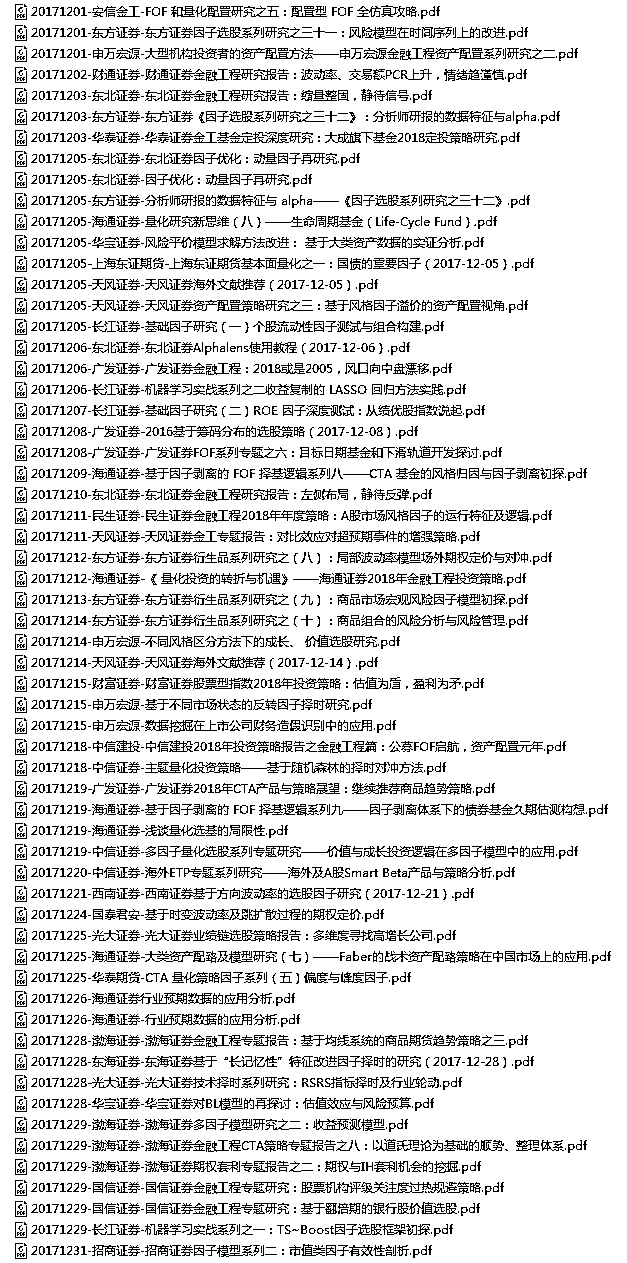 20171201-安信金工-FOF 和量化配置研究之五：配置型 FOF 全仿真攻略.pdf
20171201-东方证券-东方证券因子选股系列研究之三十一：风险模型在时间序列上的改进.pdf
20171201-申万宏源-大型机构投资者的资产配置方法——申万宏源金融工程资产配置系列研究之二.pdf
20171202-财通证券-财通证券金融工程研究报告：波动率、交易额PCR上升，情绪趋谨慎.pdf
20171203-东北证券-东北证券金融工程研究报告：缩量整固，静待信号.pdf
20171203-东方证券-东方证券《因子选股系列研究之三十二》：分析师研报的数据特征与alpha.pdf
20171203-华泰证券-华泰证券金工基金定投深度研究：大成旗下基金2018定投策略研究.pdf
20171205-东北证券-东北证券因子优化：动量因子再研究.pdf
20171205-东北证券-因子优化：动量因子再研究.pdf
20171205-东方证券-分析师研报的数据特征与 alpha——《因子选股系列研究之三十二》.pdf
20171205-海通证券-量化研究新思维（八）——生命周期基金（Life-Cycle Fund）.pdf
20171205-华宝证券-风险平价模型求解方法改进： 基于大类资产数据的实证分析.pdf
20171205-上海东证期货-上海东证期货基本面量化之一：国债的重要因子（2017-12-05）.pdf
20171205-天风证券-天风证券海外文献推荐（2017-12-05）.pdf
20171205-天风证券-天风证券资产配置策略研究之三：基于风格因子溢价的资产配置视角.pdf
20171205-长江证券-基础因子研究（一）个股流动性因子测试与组合构建.pdf
20171206-东北证券-东北证券Alphalens使用教程（2017-12-06）.pdf
20171206-广发证券-广发证券金融工程：2018或是2005，风口向中盘漂移.pdf
20171206-长江证券-机器学习实战系列之二收益复制的 LASSO 回归方法实践.pdf
20171207-长江证券-基础因子研究（二）ROE 因子深度测试：从绩优股指数说起.pdf
20171208-广发证券-2016基于筹码分布的选股策略（2017-12-08）.pdf
20171208-广发证券-广发证券FOF系列专题之六：目标日期基金和下滑轨道开发探讨.pdf
20171209-海通证券-基于因子剥离的 FOF 择基逻辑系列八——CTA 基金的风格归因与因子剥离初探.pdf
20171210-东北证券-东北证券金融工程研究报告：左侧布局，静待反弹.pdf
20171211-民生证券-民生证券金融工程2018年年度策略：A股市场风格因子的运行特征及逻辑.pdf
20171211-天风证券-天风证券金工专题报告：对比效应对超预期事件的增强策略.pdf
20171212-东方证券-东方证券衍生品系列研究之（八）：局部波动率模型场外期权定价与对冲.pdf
20171212-海通证券-《 量化投资的转折与机遇》——海通证券2018年金融工程投资策略.pdf
20171213-东方证券-东方证券衍生品系列研究之（九）：商品市场宏观风险因子模型初探.pdf
20171214-东方证券-东方证券衍生品系列研究之（十）：商品组合的风险分析与风险管理.pdf
20171214-申万宏源-不同风格区分方法下的成长、 价值选股研究.pdf
20171214-天风证券-天风证券海外文献推荐（2017-12-14）.pdf
20171215-财富证券-财富证券股票型指数2018年投资策略：估值为盾，盈利为矛.pdf
20171215-申万宏源-基于不同市场状态的反转因子择时研究.pdf
20171215-申万宏源-数据挖掘在上市公司财务造假识别中的应用.pdf
20171218-中信建投-中信建投2018年投资策略报告之金融工程篇：公募FOF启航，资产配置元年.pdf
20171218-中信证券-主题量化投资策略——基于随机森林的择时对冲方法.pdf
20171219-广发证券-广发证券2018年CTA产品与策略展望：继续推荐商品趋势策略.pdf
20171219-海通证券-基于因子剥离的 FOF 择基逻辑系列九——因子剥离体系下的债券基金久期估测构想.pdf
20171219-海通证券-浅谈量化选基的局限性.pdf
20171219-中信证券-多因子量化选股系列专题研究——价值与成长投资逻辑在多因子模型中的应用.pdf
20171220-中信证券-海外ETP专题系列研究——海外及A股Smart Beta产品与策略分析.pdf
20171221-西南证券-西南证券基于方向波动率的选股因子研究（2017-12-21）.pdf
20171224-国泰君安-基于时变波动率及跳扩散过程的期权定价.pdf
20171225-光大证券-光大证券业绩链选股策略报告：多维度寻找高增长公司.pdf
20171225-海通证券-大类资产配置及模型研究（七）——Faber的战术资产配置策略在中国市场上的应用.pdf
20171225-华泰期货-CTA 量化策略因子系列（五）偏度与峰度因子.pdf
20171226-海通证券行业预期数据的应用分析.pdf
20171226-海通证券-行业预期数据的应用分析.pdf
20171228-渤海证券-渤海证券金融工程专题报告：基于均线系统的商品期货趋势策略之三.pdf
20171228-东海证券-东海证券基于“长记忆性”特征改进因子择时的研究（2017-12-28）.pdf
20171228-光大证券-光大证券技术择时系列研究：RSRS指标择时及行业轮动.pdf
20171228-华宝证券-华宝证券对BL模型的再探讨：估值效应与风险预算.pdf
20171229-渤海证券-渤海证券多因子模型研究之二：收益预测模型.pdf
20171229-渤海证券-渤海证券金融工程CTA策略专题报告之八：以道氏理论为基础的顺势、整理体系.pdf
20171229-渤海证券-渤海证券期权套利专题报告之二：期权与IH套利机会的挖掘.pdf
20171229-国信证券-国信证券金融工程专题研究：股票机构评级关注度过热规避策略.pdf
20171229-国信证券-国信证券金融工程专题研究：基于翻倍期的银行股价值选股.pdf
20171229-长江证券-机器学习实战系列之一：TS~Boost因子选股框架初探.pdf
20171231-招商证券-招商证券因子模型系列二：市值类因子有效性剖析.pdf